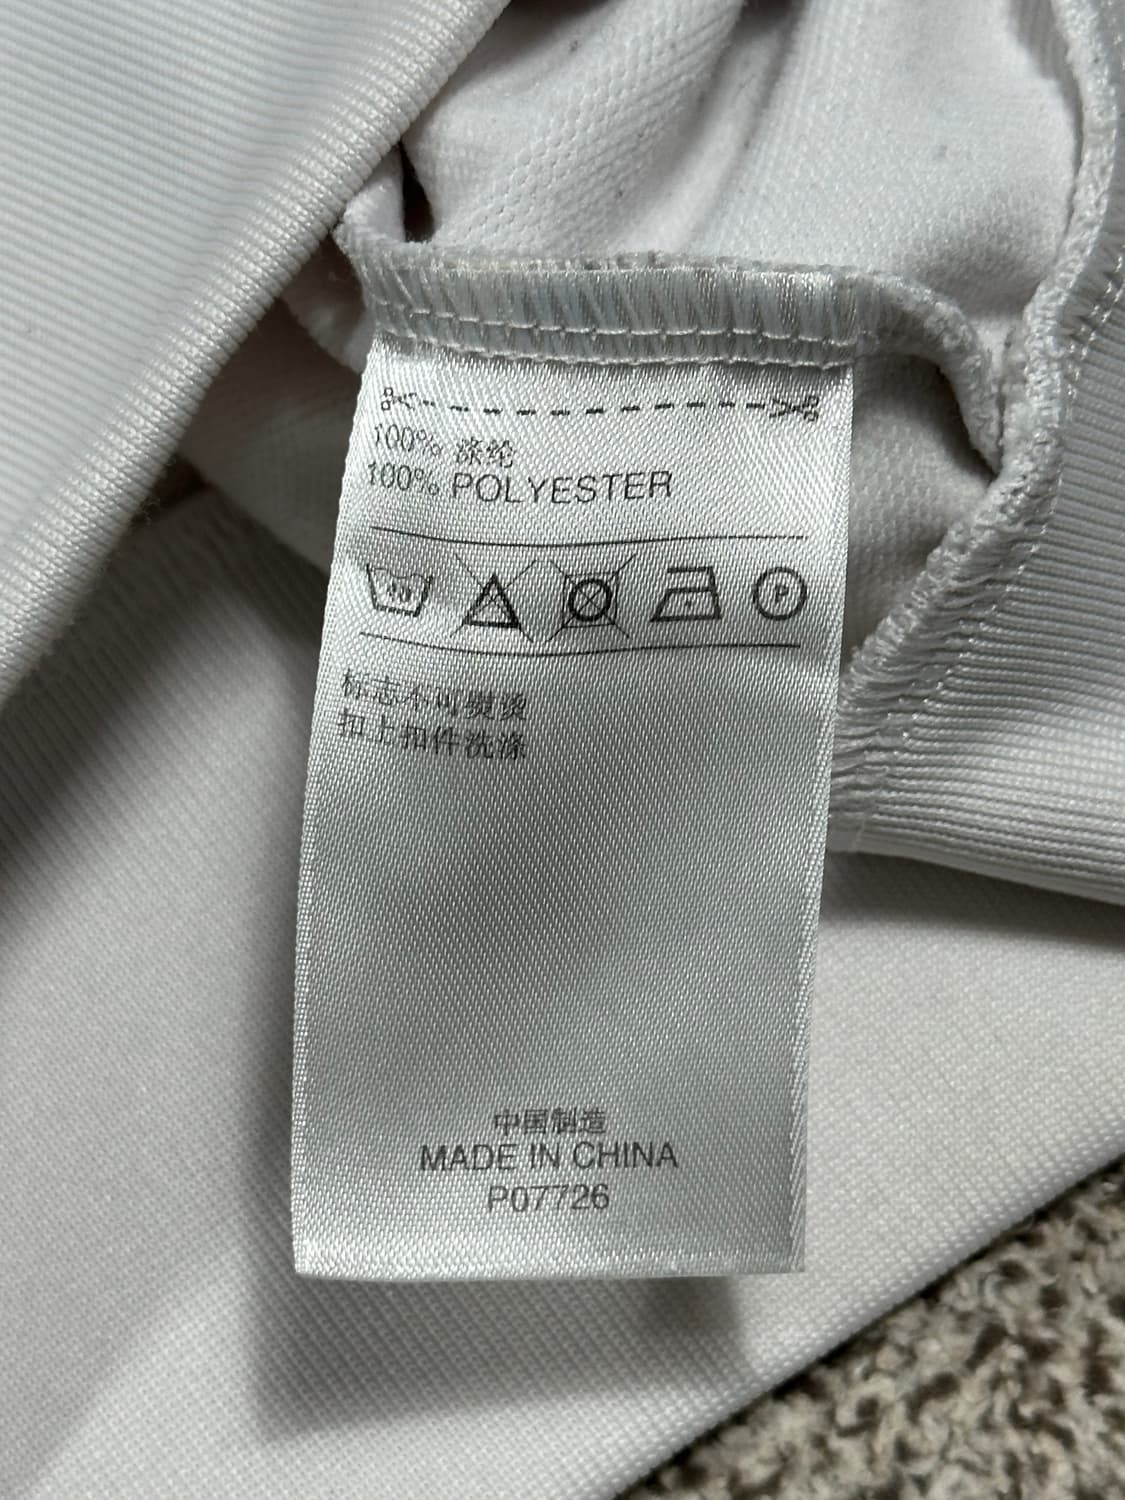 100% 涤纶
100% POLYESTER
40
P
标志不可熨烫
扣上扣件洗涤
中国制造
MADE IN CHINA
P07726